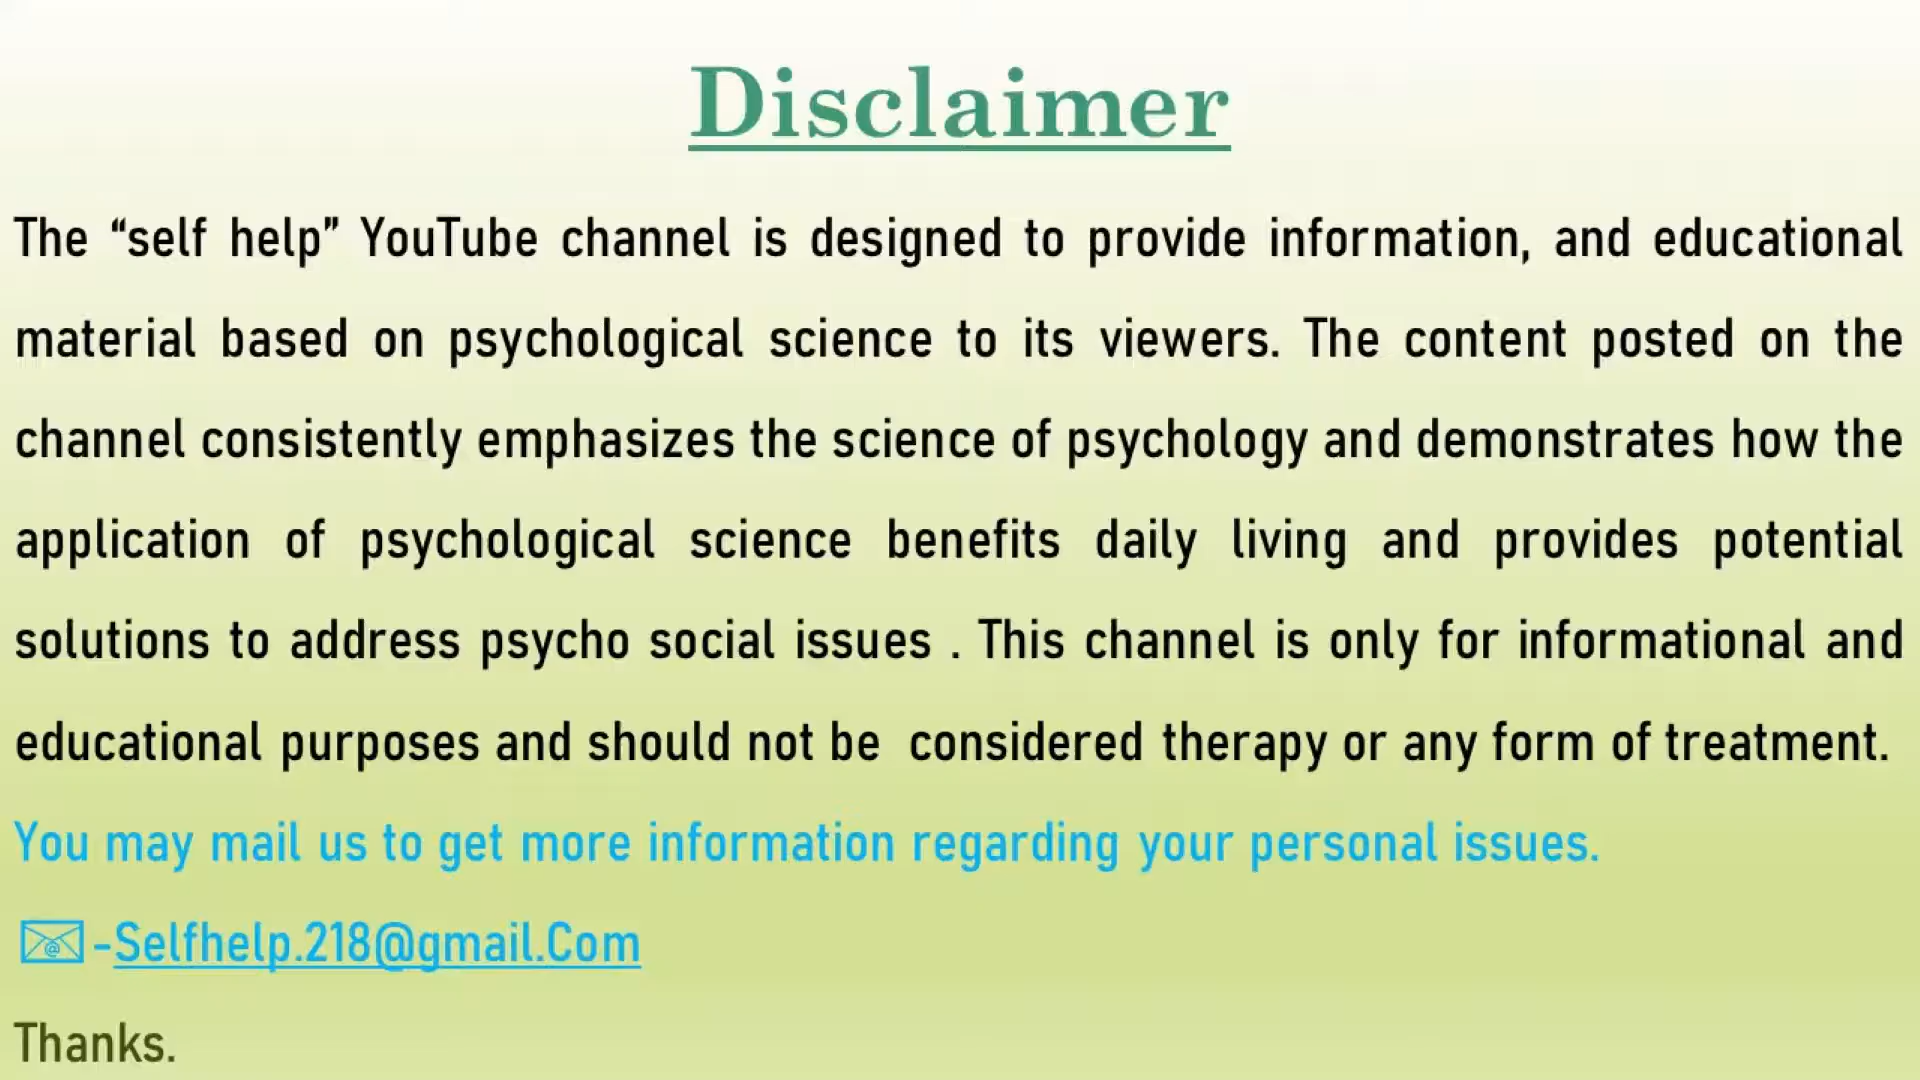 Disclaimer
The “self help” YouTube channel is designed to provide information, and educational
material based on psychological science to its viewers. The content posted on the
channel consistently emphasizes the science of psychology and demonstrates how the
application of psychological science benefits daily living and provides potential
solutions to address psycho social issues . This channel is only for informational and
educational purposes and should not be  considered therapy or any form of treatment.
You may mail us to get more information regarding your personal issues.
-Selfhelp.218@gmail.Com
Thanks.